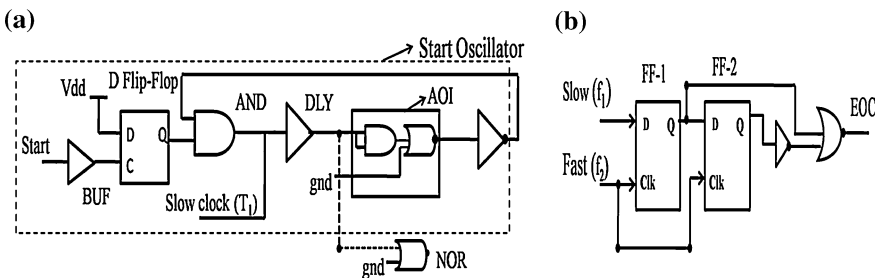 (a)
Start Oscillator
Vdd
D Flip-Flop
AND
DLY
AOI
D
Q
Start
C
BUF
gnd
Slow clock (T1)
gnd
NOR
(b)
FF-1
FF-2
Slow (f1)
D
Q
D
Q
EOC
Fast (f2)
Clk
Clk